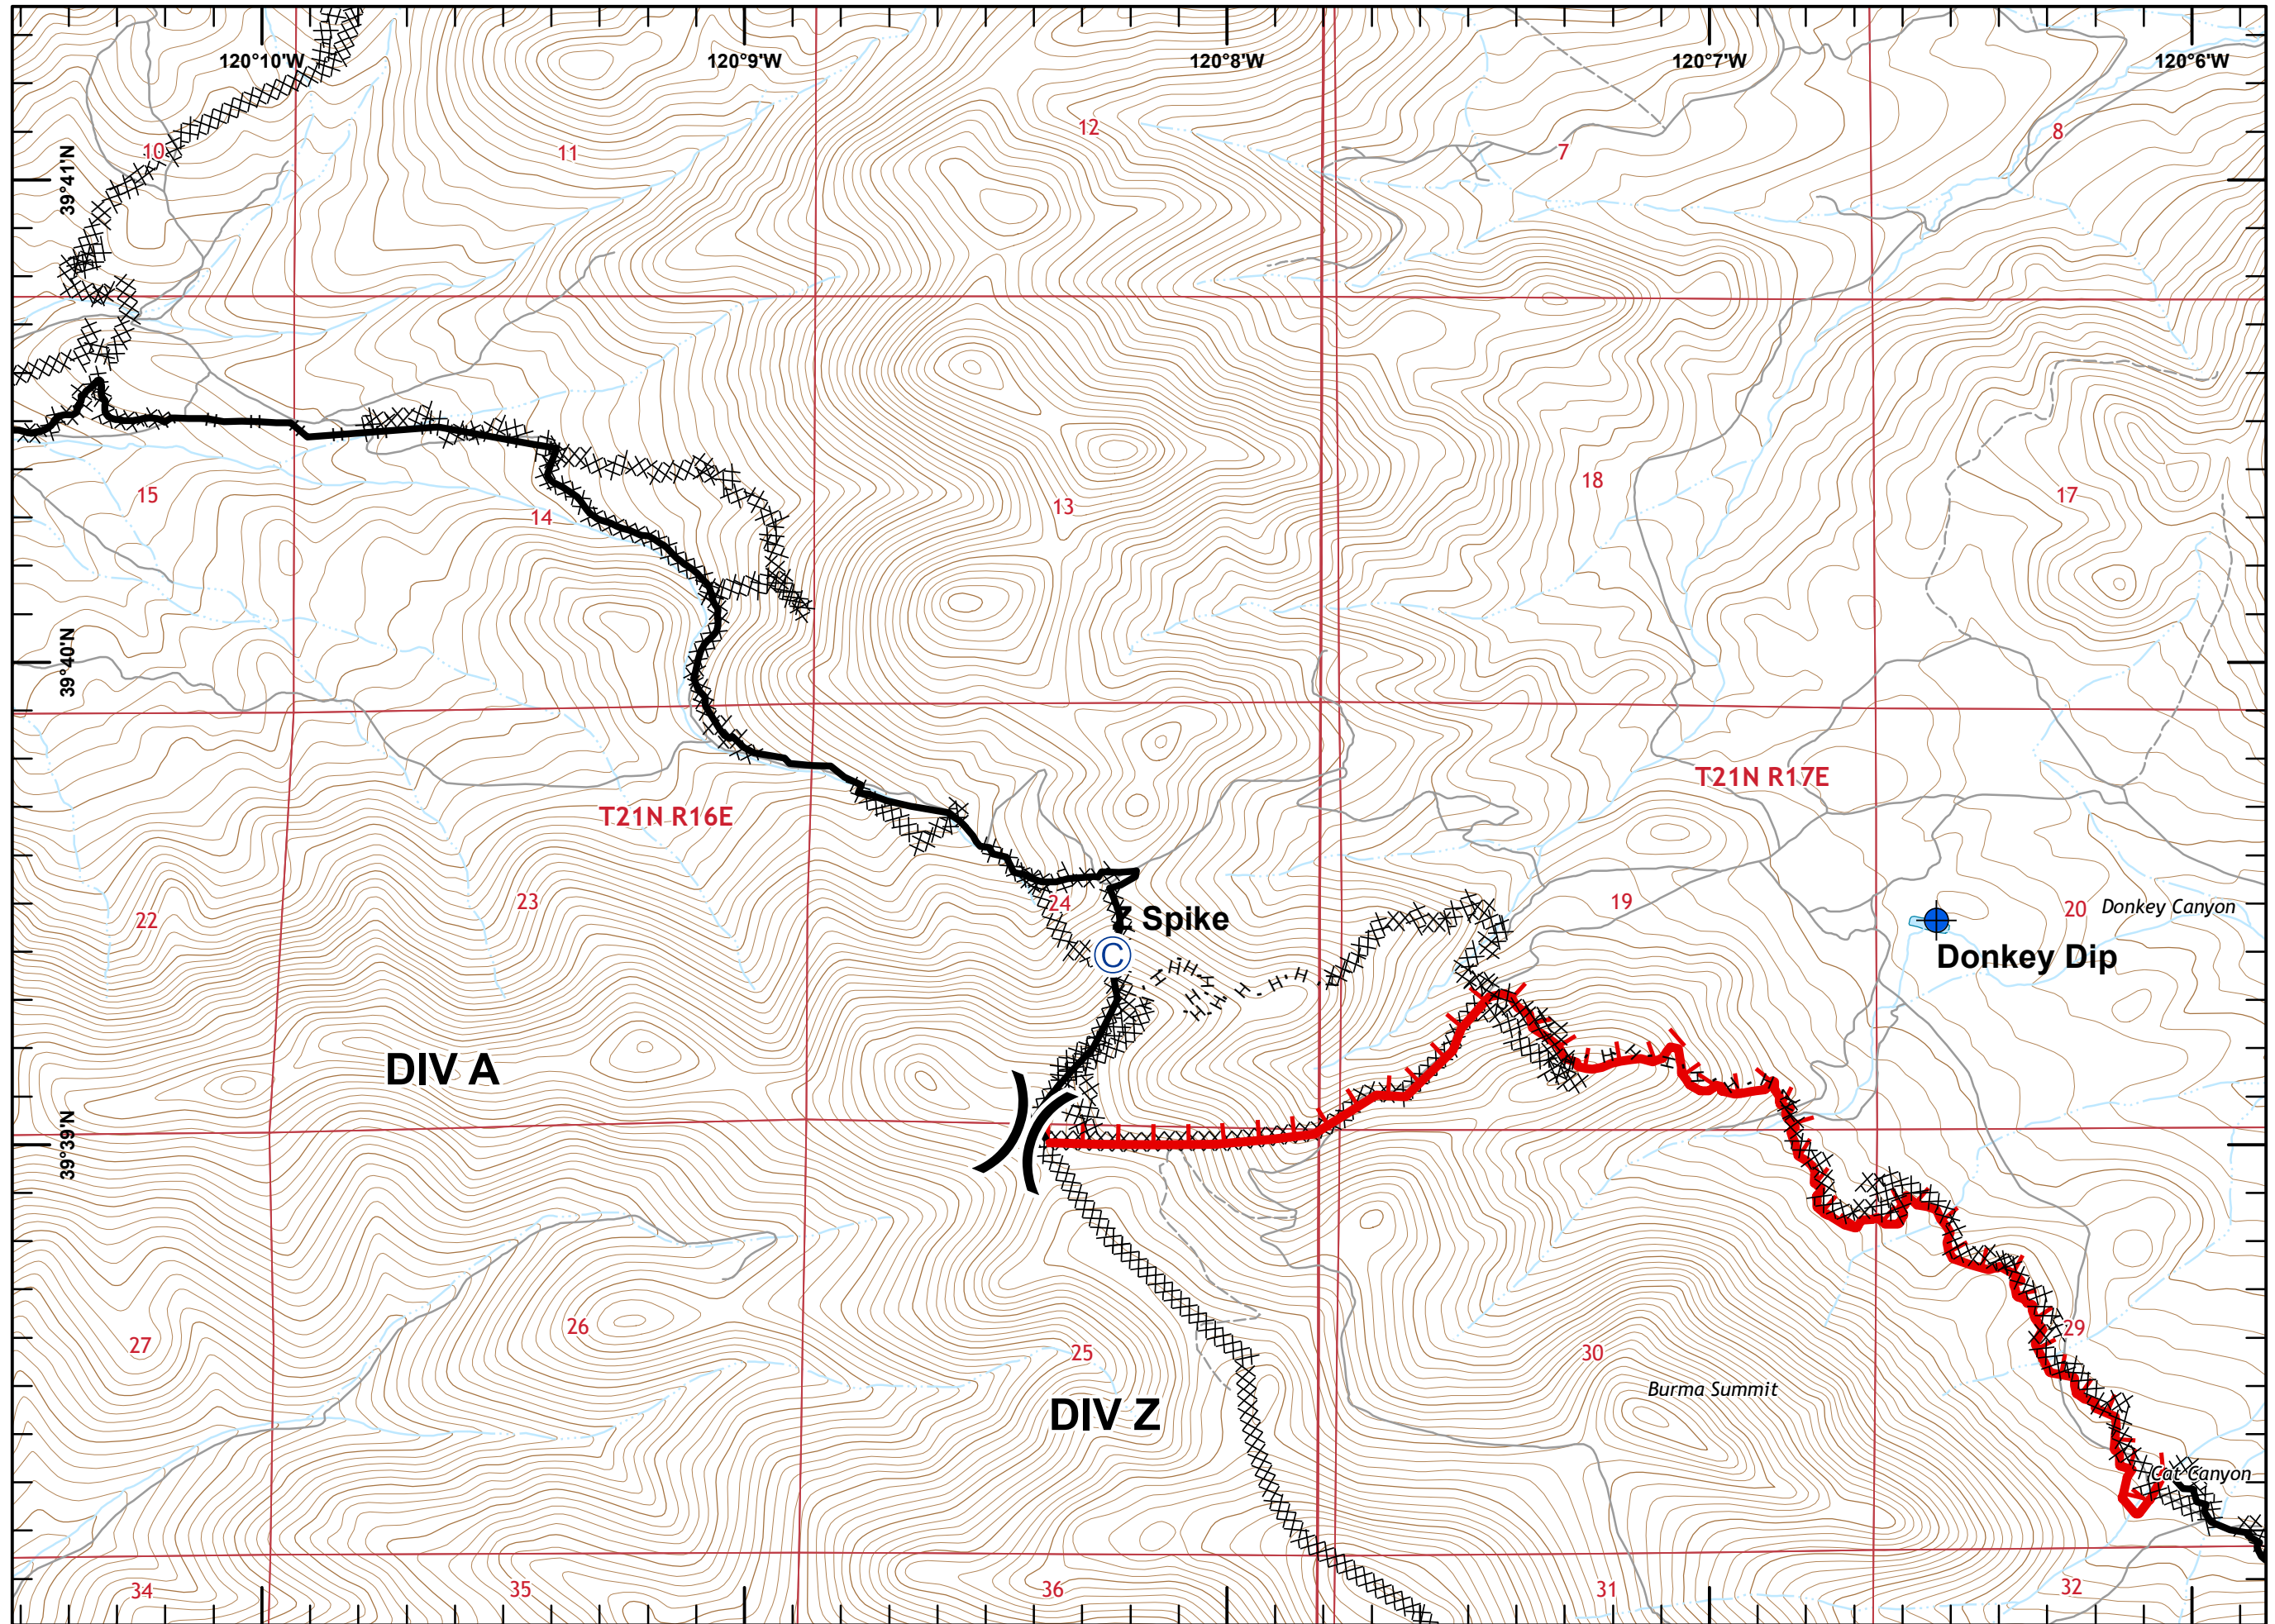 120°10'W
120°9'W
120°8'W
120°7'W
120°6'W
39°41'N
39°40'N
39°39'N
10
11
12
7
8
15
14
13
18
17
T21N R16E
T21N R17E
22
23
24
19
20
Donkey Canyon
Z Spike
C
Donkey Dip
DIV A
H H H H H H H H H
27
26
25
30
29
Burma Summit
DIV Z
Cat Canyon
34
35
36
31
32